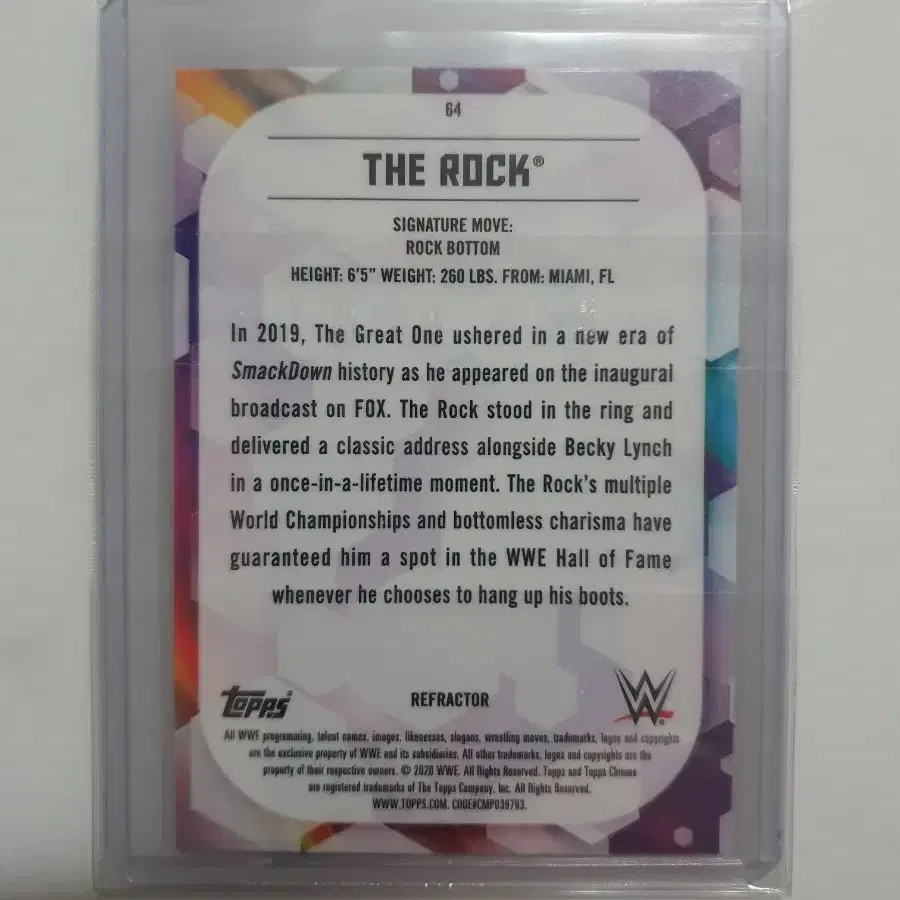 64
THE ROCK®
SIGNATURE MOVE:
ROCK BOTTOM
HEIGHT: 6'5" WEIGHT: 260 LBS. FROM: MIAMI, FL
In 2019, The Great One ushered in a new era of
SmackDown history as he appeared on the inaugural
broadcast on FOX. The Rock stood in the ring and
delivered a classic address alongside Becky Lynch
in a once-in-a-lifetime moment. The Rock's multiple
World Championships and bottomless charisma have
guaranteed him a spot in the WWE Hall of Fame
whenever he chooses to hang up his boots.
Topps®
REFRACTOR
W
All WWE programming, talent names, images, likenesses, slogans, wrestling moves, trademarks, logos and copyrights
are the exclusive property of WWE and its subsidiaries. All other trademarks, logos and copyrights are the
property of their respective owners. © 2020 WWE. All Rights Reserved. Topps and Topps Chrome
are registered trademarks of The Topps Company, Inc. All Rights Reserved.
WWW.TOPPS.COM. CODE#CMP039793.